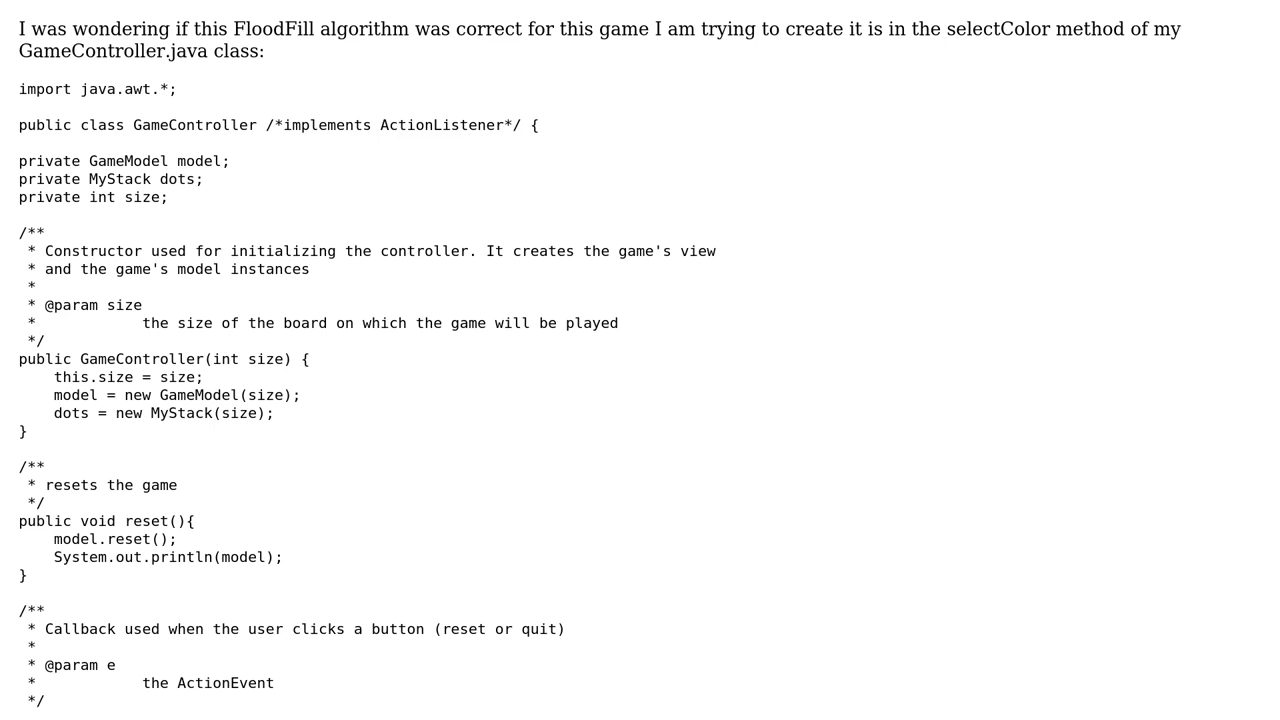 I was wondering if this FloodFill algorithm was correct for this game I am trying to create it is in the selectColor method of my
GameController.java class:
import java.awt.*;
public class GameController /*implements ActionListener*/ {
private GameModel model;
private MyStack dots;
private int size;
/**
 * Constructor used for initializing the controller. It creates the game's view
 * and the game's model instances
 *
 * @param size
 *            the size of the board on which the game will be played
 */
public GameController(int size) {
    this.size = size;
    model = new GameModel(size);
    dots = new MyStack(size);
}
/**
 * resets the game
 */
public void reset(){
    model.reset();
    System.out.println(model);
}
/**
 * Callback used when the user clicks a button (reset or quit)
 *
 * @param e
 *            the ActionEvent
 */